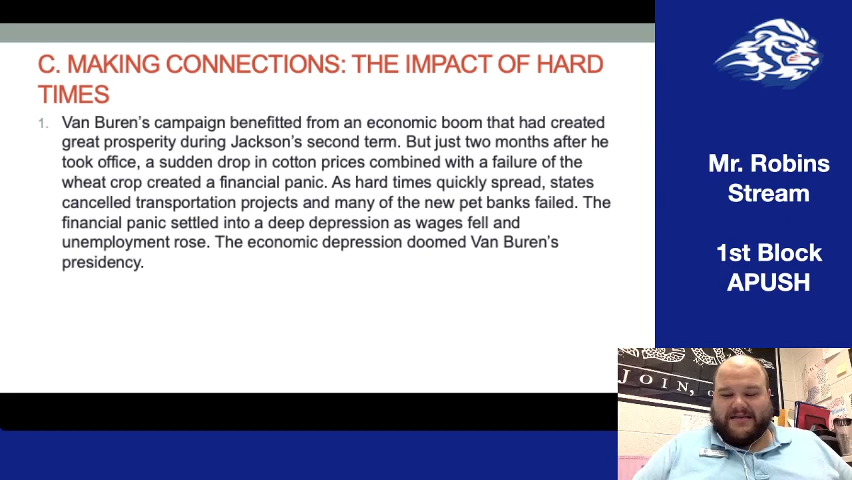 C. MAKING CONNECTIONS: THE IMPACT OF HARD
TIMES
1. Van Buren's campaign benefitted from an economic boom that had created
great prosperity during Jackson's second term. But just two months after he
took office, a sudden drop in cotton prices combined with a failure of the
wheat crop created a financial panic. As hard times quickly spread, states
cancelled transportation projects and many of the new pet banks failed. The
financial panic settled into a deep depression as wages fell and
unemployment rose. The economic depression doomed Van Buren's
presidency.
Mr. Robins
Stream
1st Block
APUSH
JOIN,